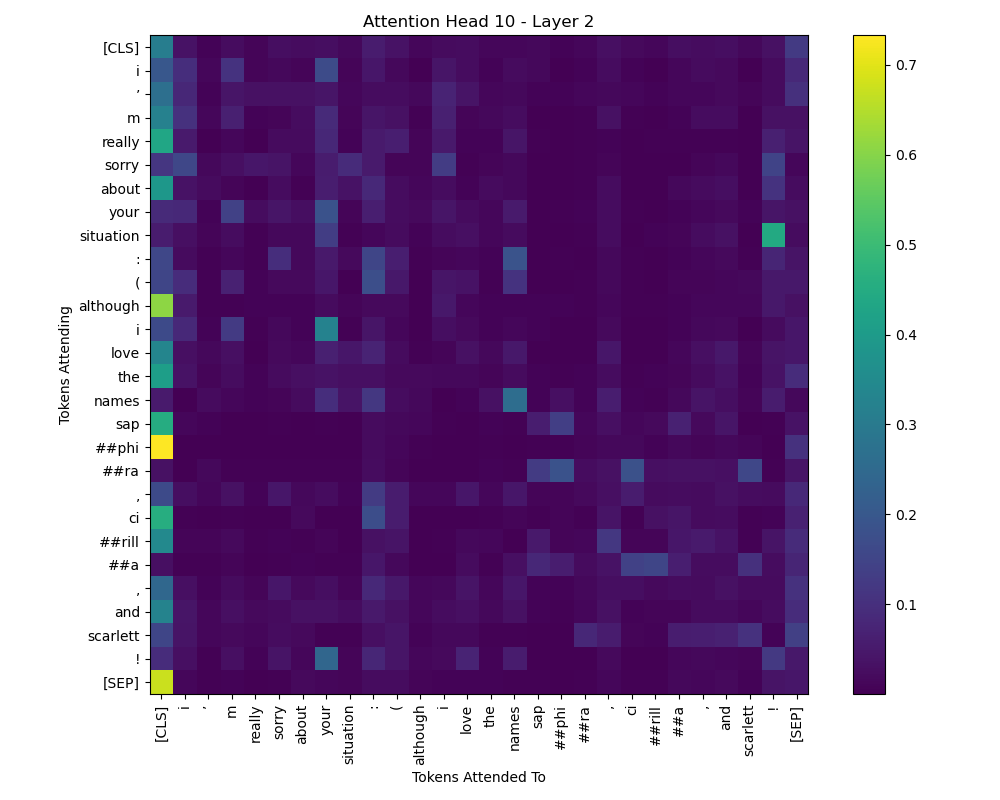 Attention Head 10 - Layer 2
[CLS]
i
’
m
really
sorry
about
your
situation
:
(
although
i
love
the
names
sap
##phi
##ra
,
ci
##rill
##a
,
and
scarlett
!
[SEP]
Tokens Attending
[CLS]
i
’
m
really
sorry
about
your
situation
:
(
although
i
love
the
names
sap
##phi
##ra
,
ci
##rill
##a
,
and
scarlett
!
[SEP]
Tokens Attended To
0.7
0.6
0.5
0.4
0.3
0.2
0.1